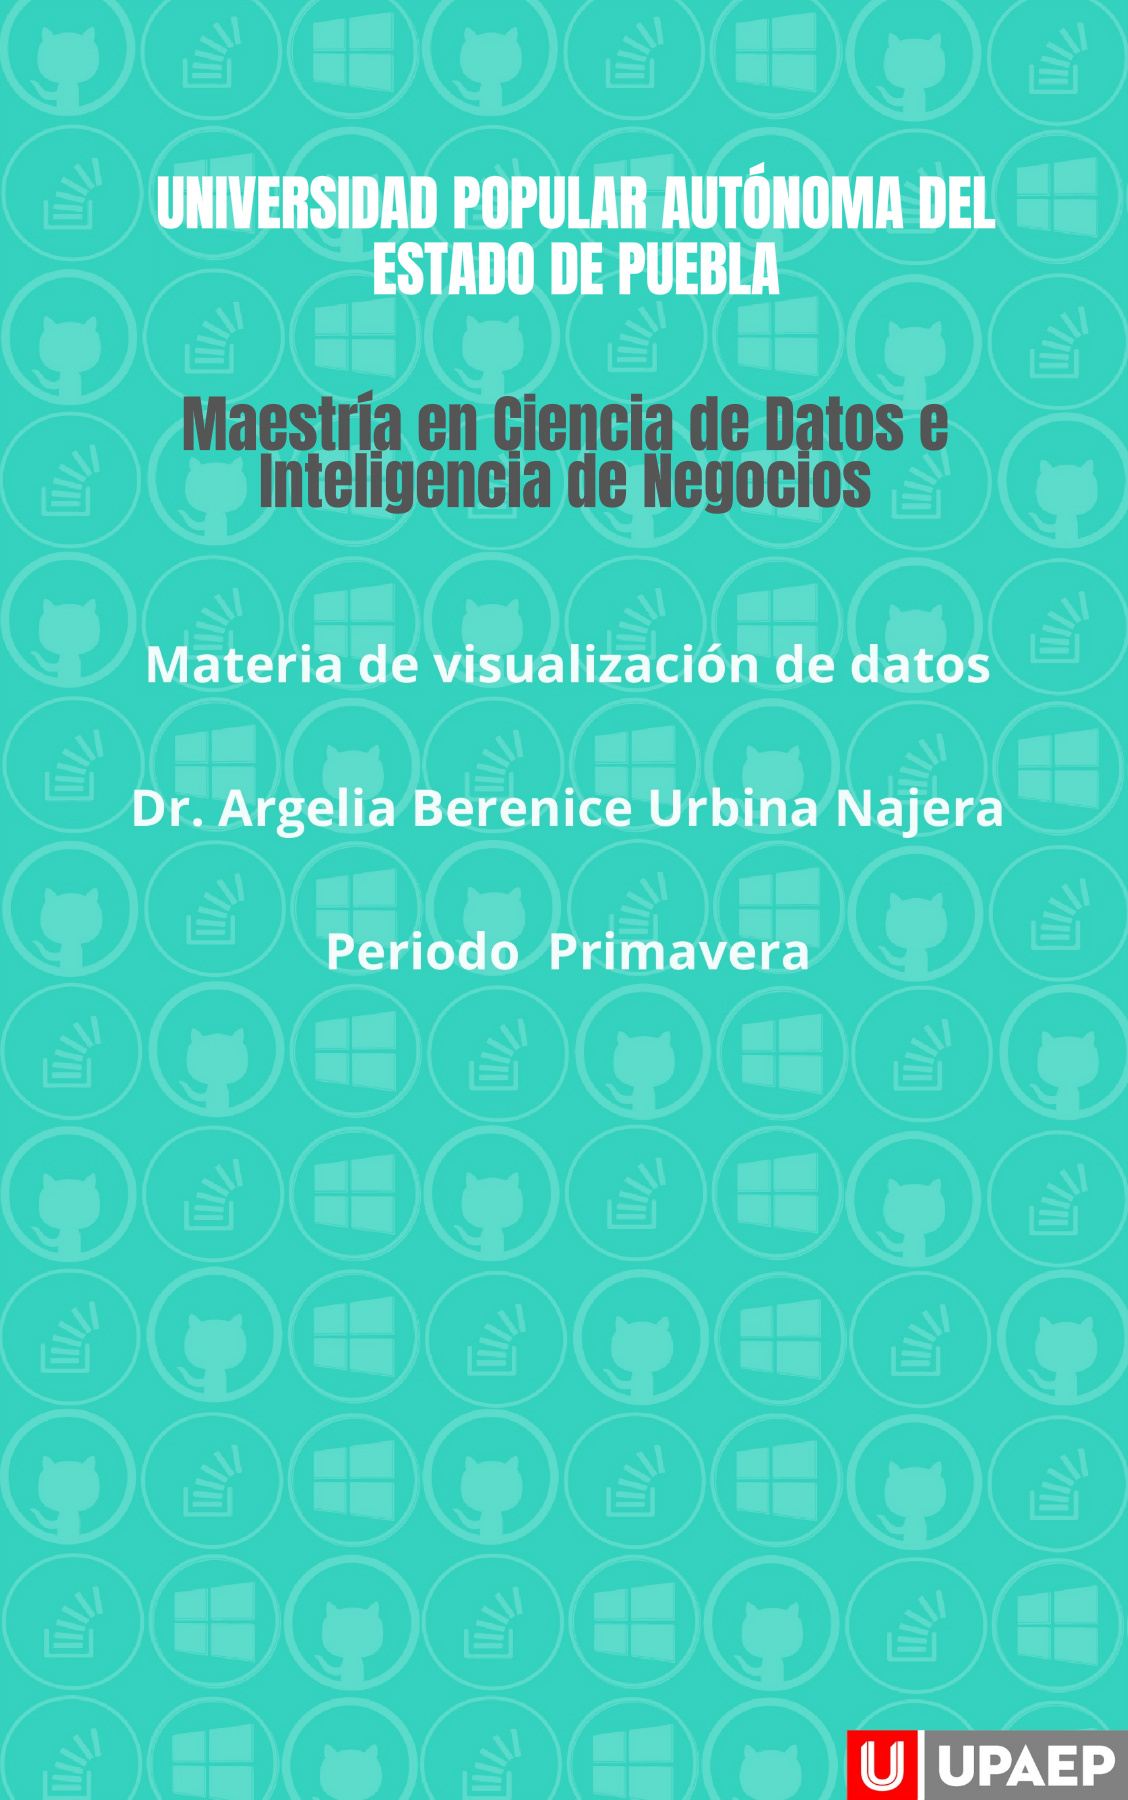 UNIVERSIDAD POPULAR AUTÓNOMA DEL
ESTADO DE PUEBLA
Maestría en Ciencia de Datos e
Inteligencia de Negocios
Materia de visualización de datos
Dr. Argelia Berenice Urbina Najera
Periodo  Primavera
U UPAEP